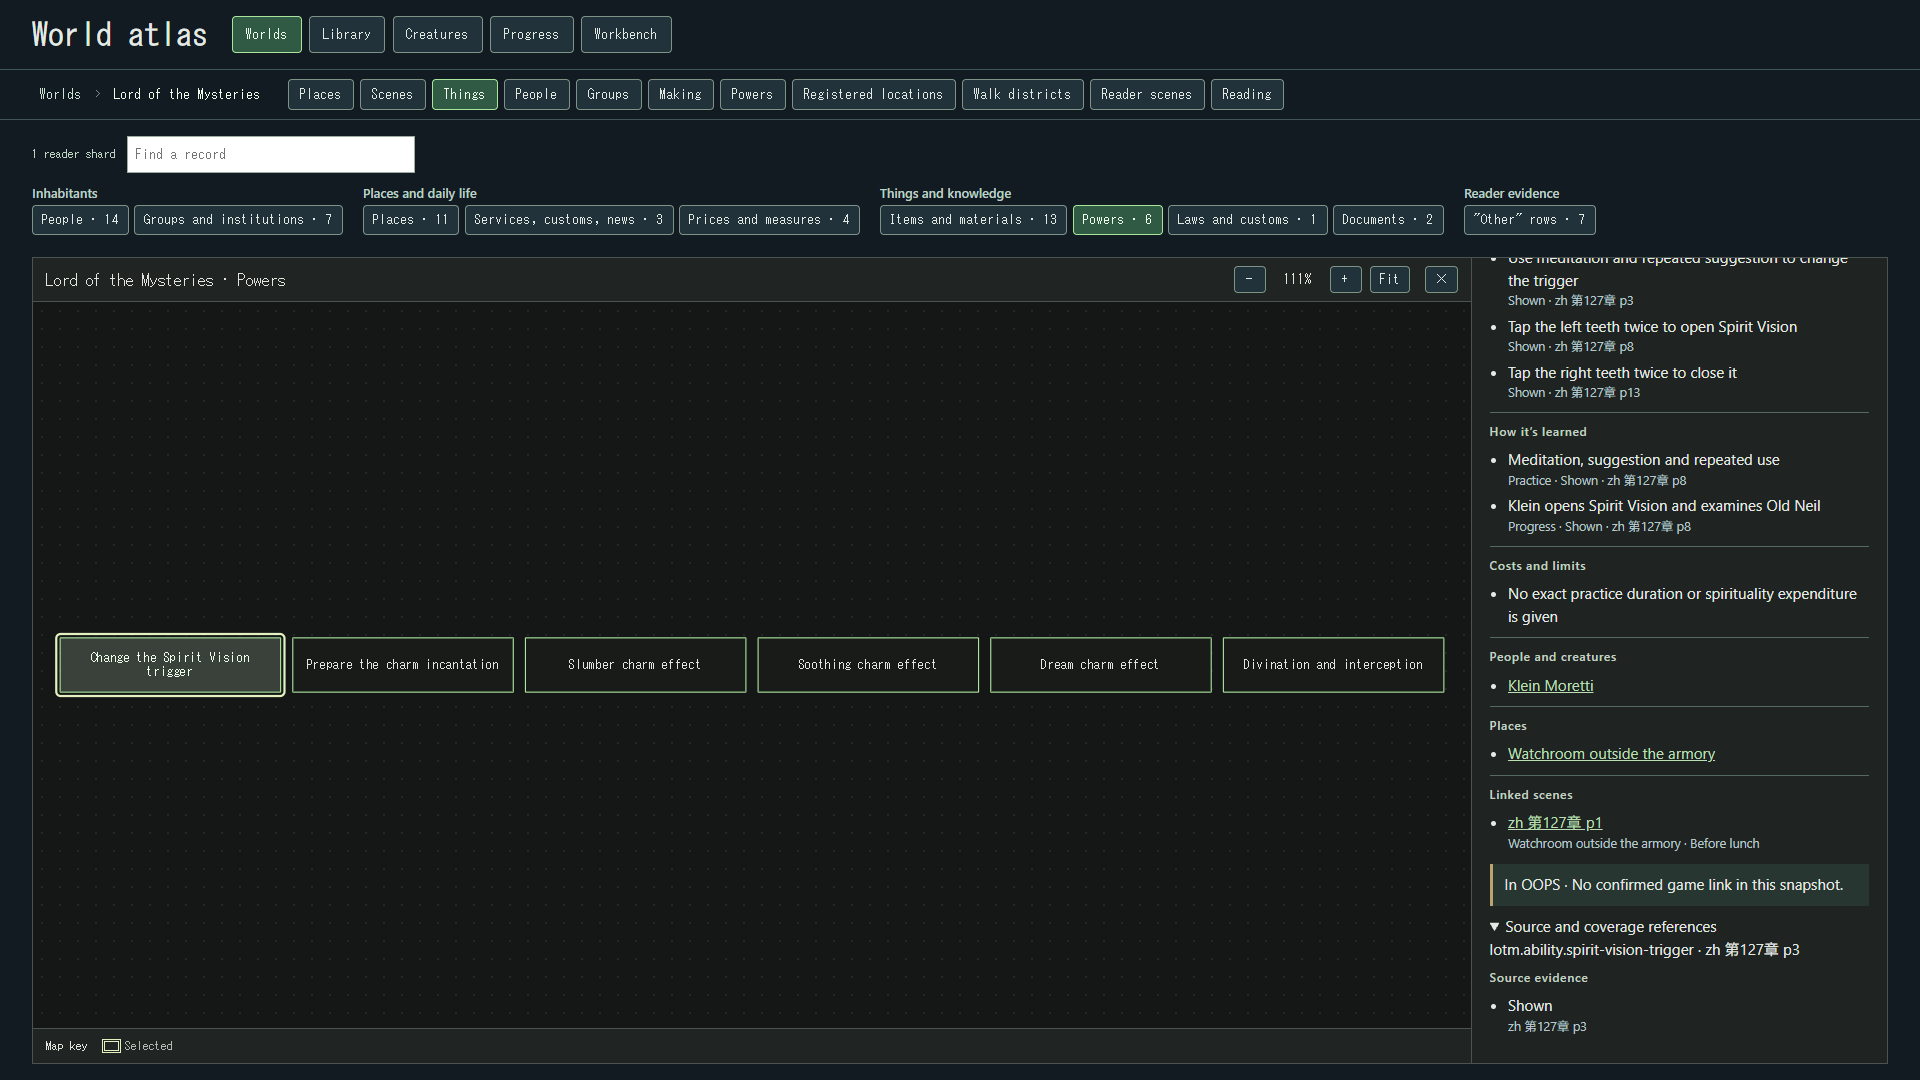 World atlas
Worlds
Library
Creatures
Progress
Workbench
Worlds > Lord of the Mysteries
Places
Scenes
Things
People
Groups
Making
Powers
Registered locations
Walk districts
Reader scenes
Reading
1 reader shard
Find a record
Inhabitants
People · 14
Groups and institutions · 7
Places and daily life
Places · 11
Services, customs, news · 3
Prices and measures · 4
Things and knowledge
Items and materials · 13
Powers · 6
Laws and customs · 1
Documents · 2
Reader evidence
"Other" rows · 7
Lord of the Mysteries · Powers
- 111% + Fit ×
Change the Spirit Vision
trigger
Prepare the charm incantation
Slumber charm effect
Soothing charm effect
Dream charm effect
Divination and interception
Map key
Selected
Use meditation and repeated suggestion to change
the trigger
Shown · zh 第127章 p3
Tap the left teeth twice to open Spirit Vision
Shown · zh 第127章 p8
Tap the right teeth twice to close it
Shown · zh 第127章 p13
How it's learned
Meditation, suggestion and repeated use
Practice · Shown · zh 第127章 p8
Klein opens Spirit Vision and examines Old Neil
Progress · Shown · zh 第127章 p8
Costs and limits
No exact practice duration or spirituality expenditure
is given
People and creatures
Klein Moretti
Places
Watchroom outside the armory
Linked scenes
zh 第127章 p1
Watchroom outside the armory · Before lunch
In OOPS · No confirmed game link in this snapshot.
▼ Source and coverage references
lotm.ability.spirit-vision-trigger · zh 第127章 p3
Source evidence
Shown
zh 第127章 p3